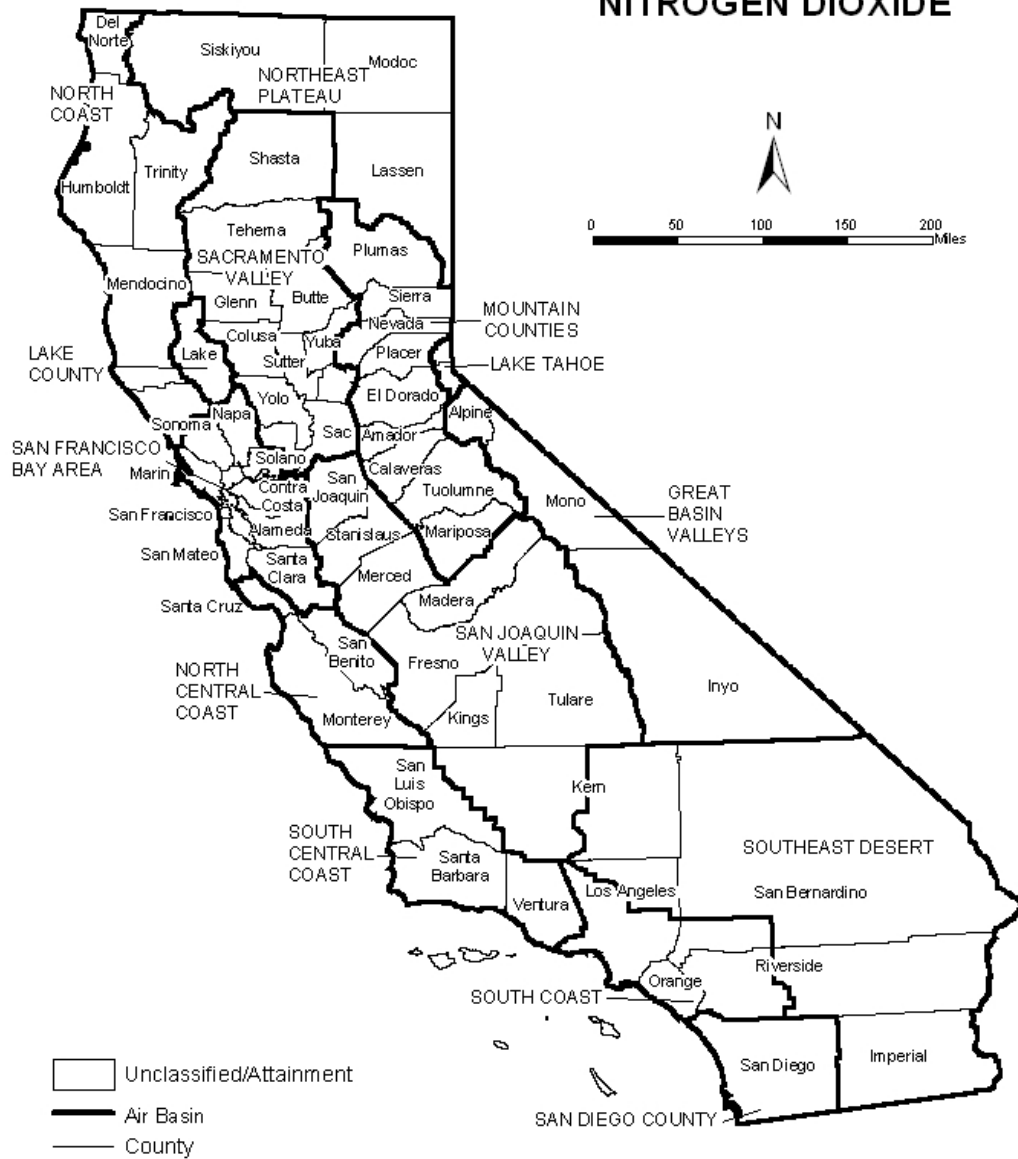 NITROGEN DIOXIDE
Del
Norte
Siskiyou
Modoc
NORTHEAST
PLATEAU
NORTH
COAST
N
Shasta
Trinity
Lassen
Humboldt
0 50 100 150 200
Miles
Tehema
Plumas
SACRAMENTO
VALLEY
Mendocino
Glenn
Butte
Sierra
MOUNTAIN
COUNTIES
Nevada
Colusa
Yuba
Sutter
Placer
LAKE
COUNTY
Lake
LAKE TAHOE
El Dorado
Yolo
Napa
Sonoma
Alpine
Sac
Amador
SAN FRANCISCO
BAY AREA
Marin
Solano
Calaveras
Contra
Costa
San
Joaquin
Tuolumne
Mono
GREAT
BASIN
VALLEYS
San Francisco
Alameda
Stanislaus
Mariposa
San Mateo
Santa
Clara
Merced
Madera
Santa Cruz
San
Benito
SAN JOAQUIN
VALLEY
Fresno
NORTH
CENTRAL
COAST
Inyo
Tulare
Monterey
Kings
San
Luis
Obispo
Kern
SOUTH
CENTRAL
COAST
Santa
Barbara
SOUTHEAST DESERT
Los Angeles
San Bernardino
Ventura
Riverside
Orange
SOUTH COAST
San Diego
Imperial
Unclassified/Attainment
Air Basin
County
SAN DIEGO COUNTY